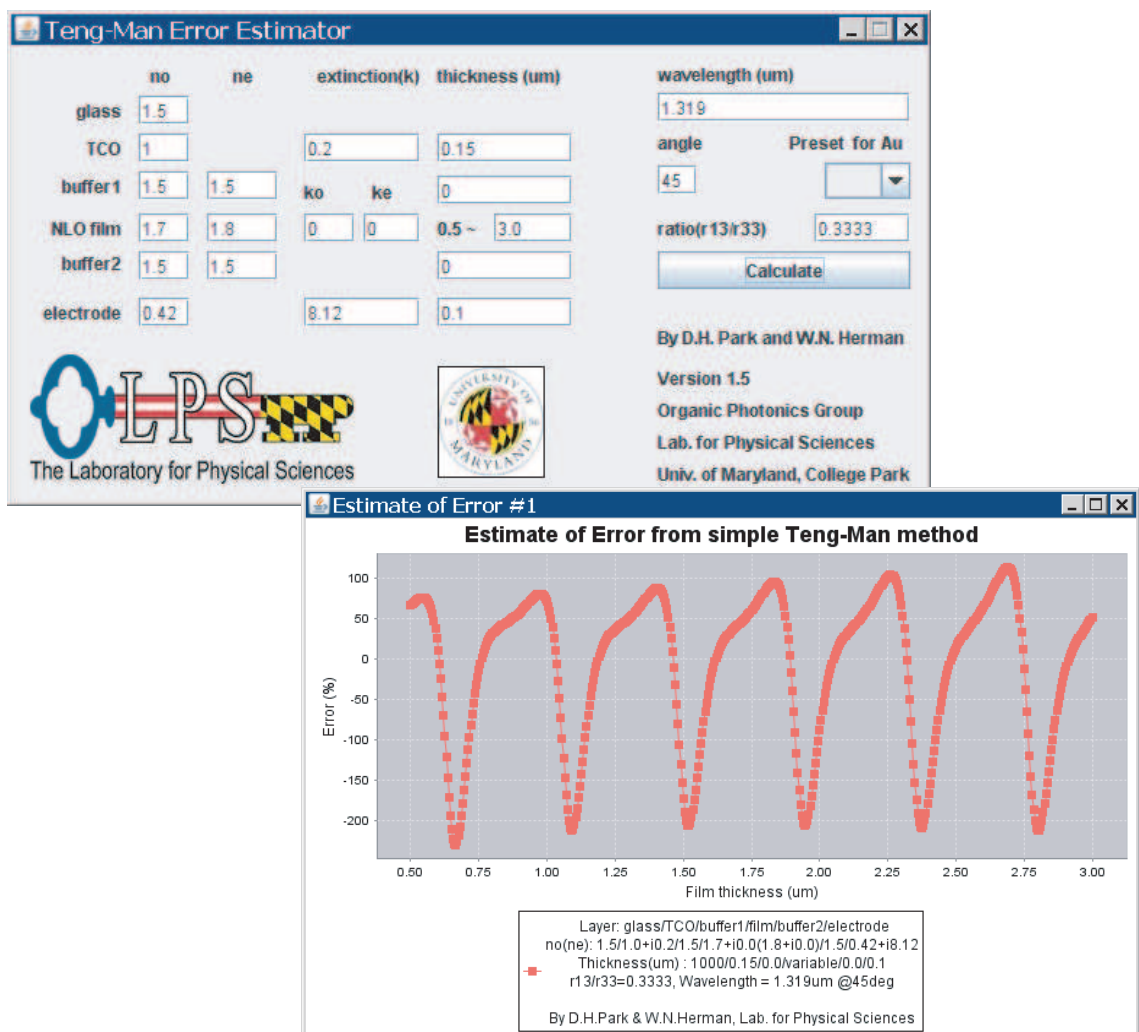 Teng-Man Error Estimator
no ne extinction(k) thickness (um) wavelength (um)
glass 1.5 1.319
TCO 1 0.2 0.15 angle Preset for Au
buffer1 1.5 1.5 ko ke 0 45
NLO film 1.7 1.8 0 0 0.5 ~ 3.0 ratio(r13/r33) 0.3333
buffer2 1.5 1.5 0 Calculate
electrode 0.42 8.12 0.1
By D.H. Park and W.N. Herman
Version 1.5
Organic Photonics Group
Lab. for Physical Sciences
Univ. of Maryland, College Park
LPS
The Laboratory for Physical Sciences
UNIVERSITY OF
MARYLAND
Estimate of Error #1
Estimate of Error from simple Teng-Man method
Error (%)
100
50
0
-50
-100
-150
-200
0.50 0.75 1.00 1.25 1.50 1.75 2.00 2.25 2.50 2.75 3.00
Film thickness (um)
Layer: glass/TCO/buffer1/film/buffer2/electrode
no(ne): 1.5/1.0+i0.2/1.5/1.7+i0.0(1.8+i0.0)/1.5/0.42+i8.12
Thickness(um) : 1000/0.15/0.0/variable/0.0/0.1
r13/r33=0.3333, Wavelength = 1.319um @45deg
By D.H.Park & W.N.Herman, Lab. for Physical Sciences